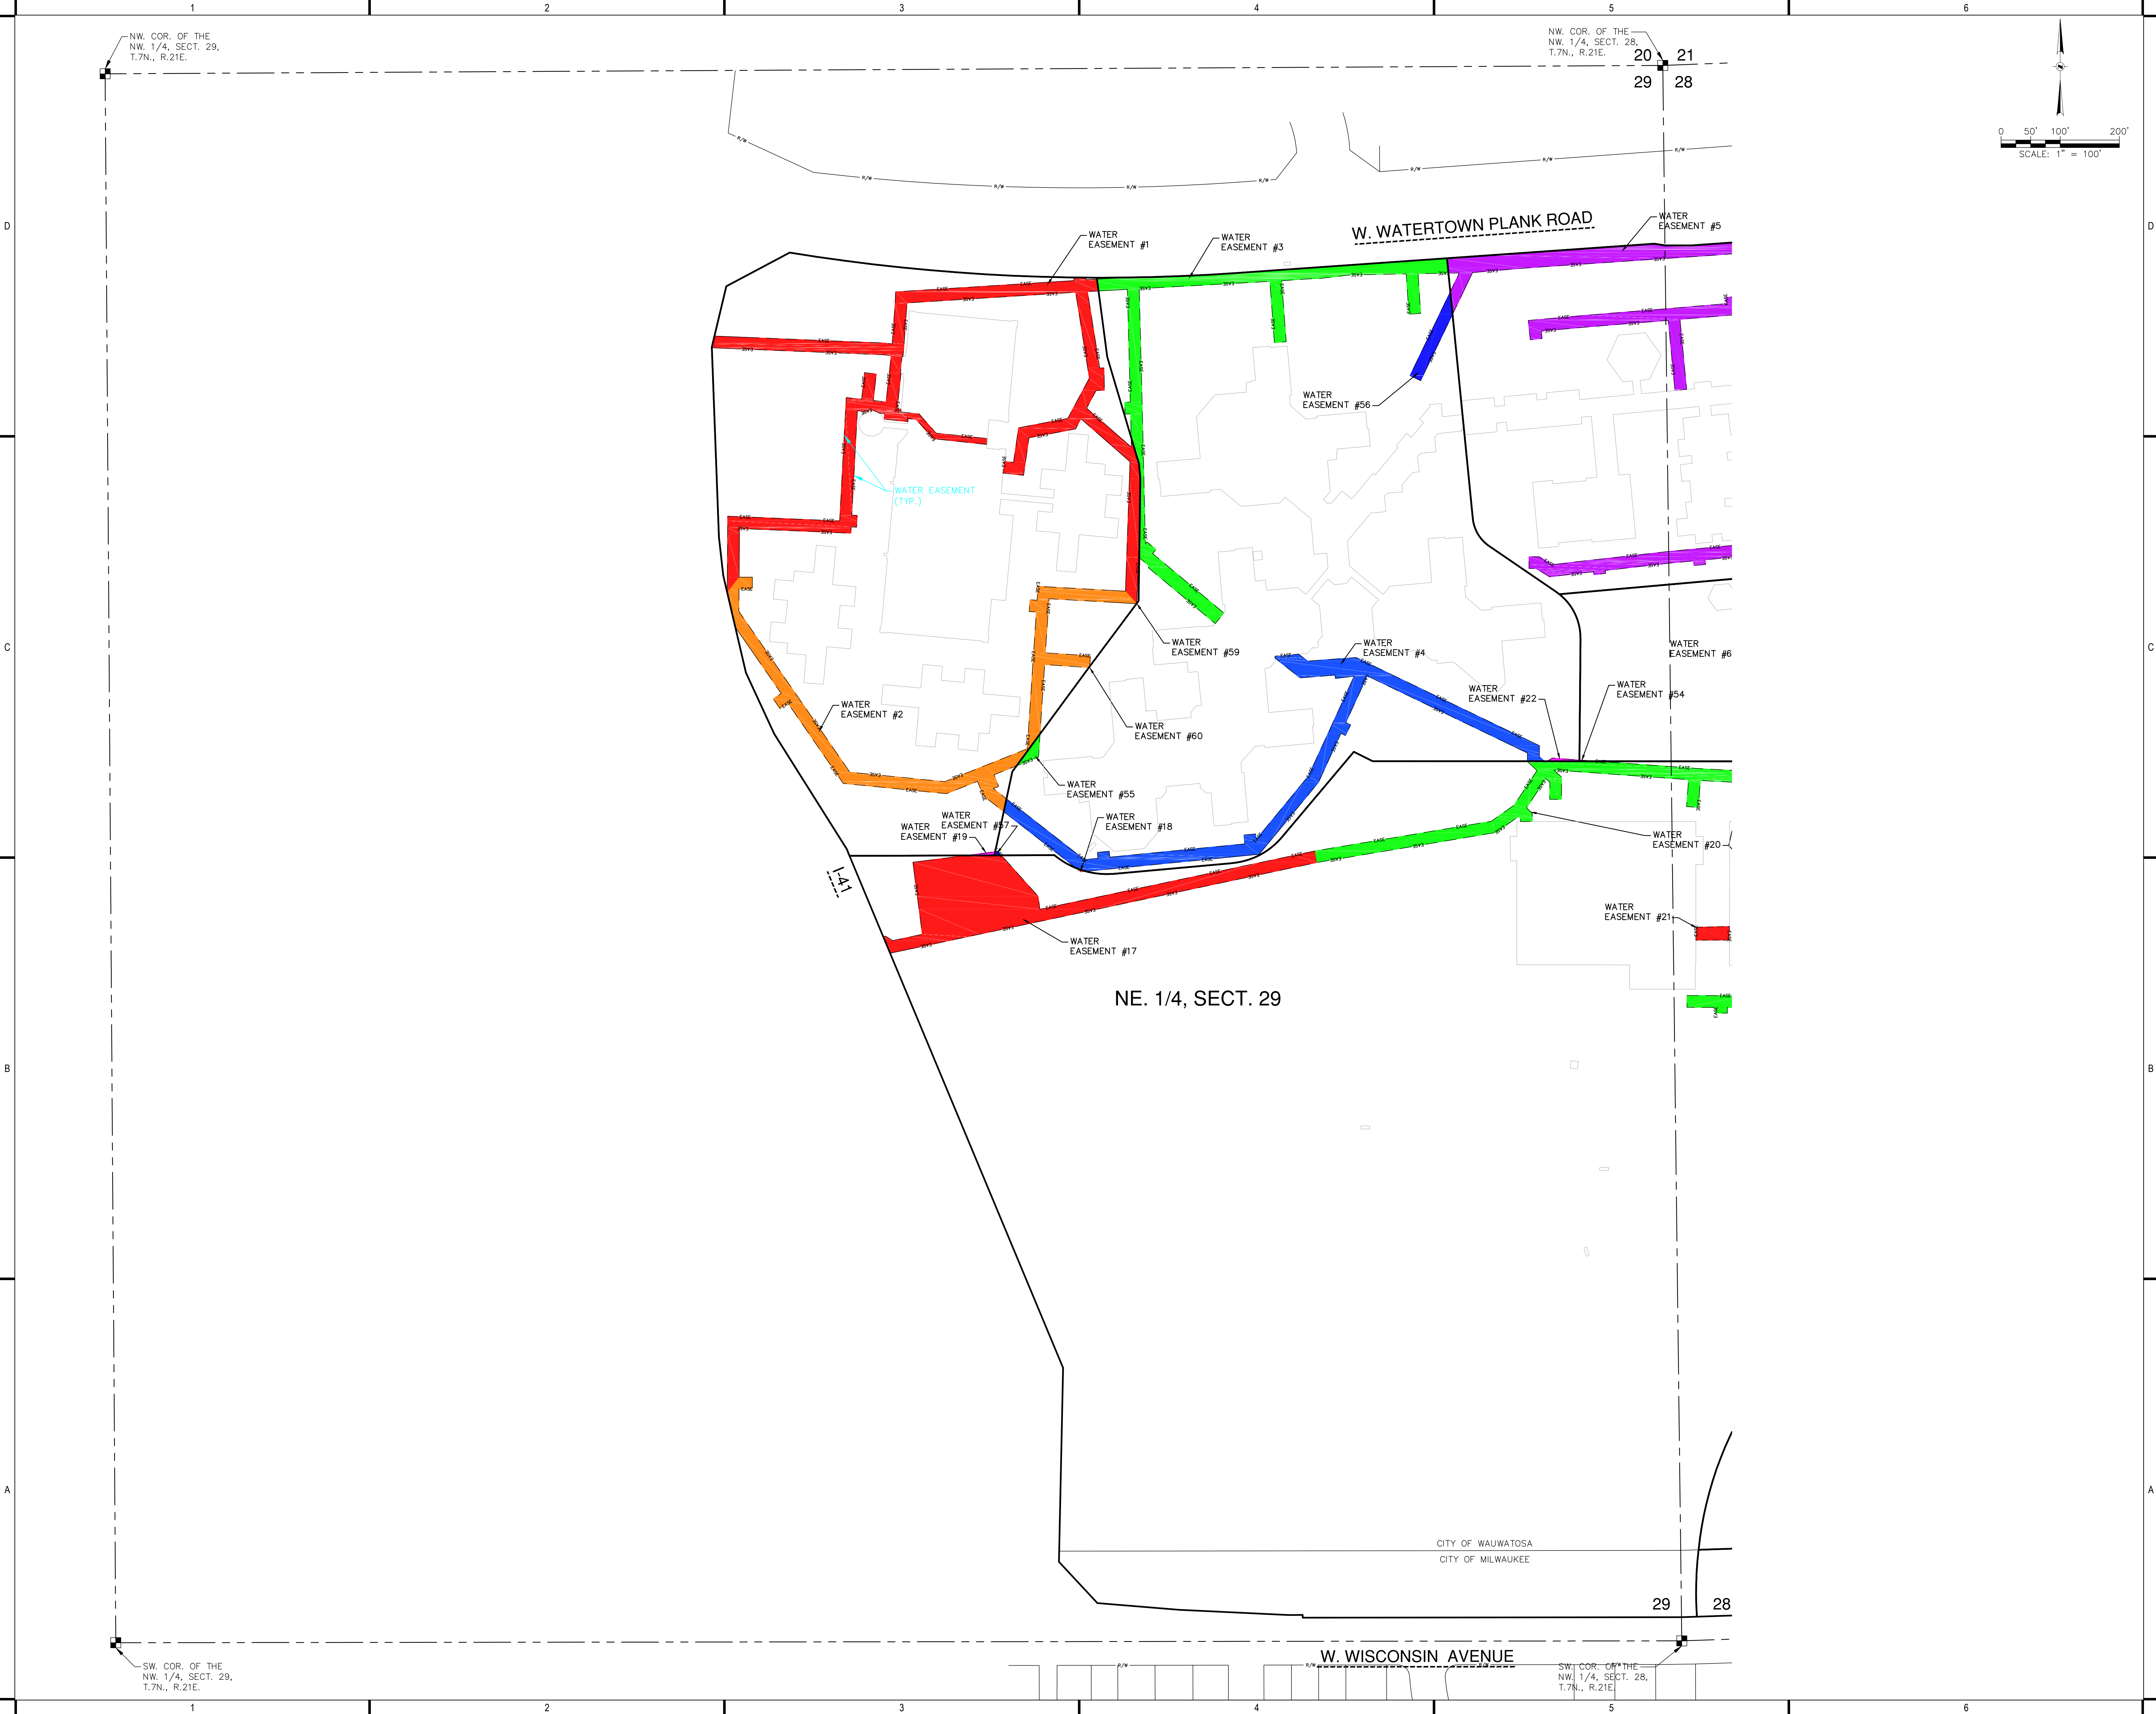 1
2
3
4
5
6
NW. COR. OF THE
NW. 1/4, SECT. 29,
T.7N., R.21E.
NW. COR. OF THE
NW. 1/4, SECT. 28,
T.7N., R.21E.
20
21
29
28
0 50' 100' 200'
SCALE: 1" = 100'
R/W
R/W
R/W
R/W
R/W
R/W
R/W
R/W
D
D
W. WATERTOWN PLANK ROAD
WATER
EASEMENT #5
WATER
EASEMENT #1
WATER
EASEMENT #3
WATER
EASEMENT #56
WATER EASEMENT
(TYP.)
C
C
WATER
EASEMENT #59
WATER
EASEMENT #4
WATER
EASEMENT #6
WATER
EASEMENT #22
WATER
EASEMENT #54
WATER
EASEMENT #2
WATER
EASEMENT #60
WATER
EASEMENT #55
WATER
EASEMENT #57
WATER
EASEMENT #19
WATER
EASEMENT #18
WATER
EASEMENT #20
I-41
WATER
EASEMENT #21
WATER
EASEMENT #17
EASE
NE. 1/4, SECT. 29
B
B
A
A
CITY OF WAUWATOSA
CITY OF MILWAUKEE
29
28
W. WISCONSIN AVENUE
R/W
R/W
R/W
R/W
SW. COR. OF THE
NW. 1/4, SECT. 29,
T.7N., R.21E.
SW. COR. OF THE
NW. 1/4, SECT. 28,
T.7N., R.21E.
1
2
3
4
5
6